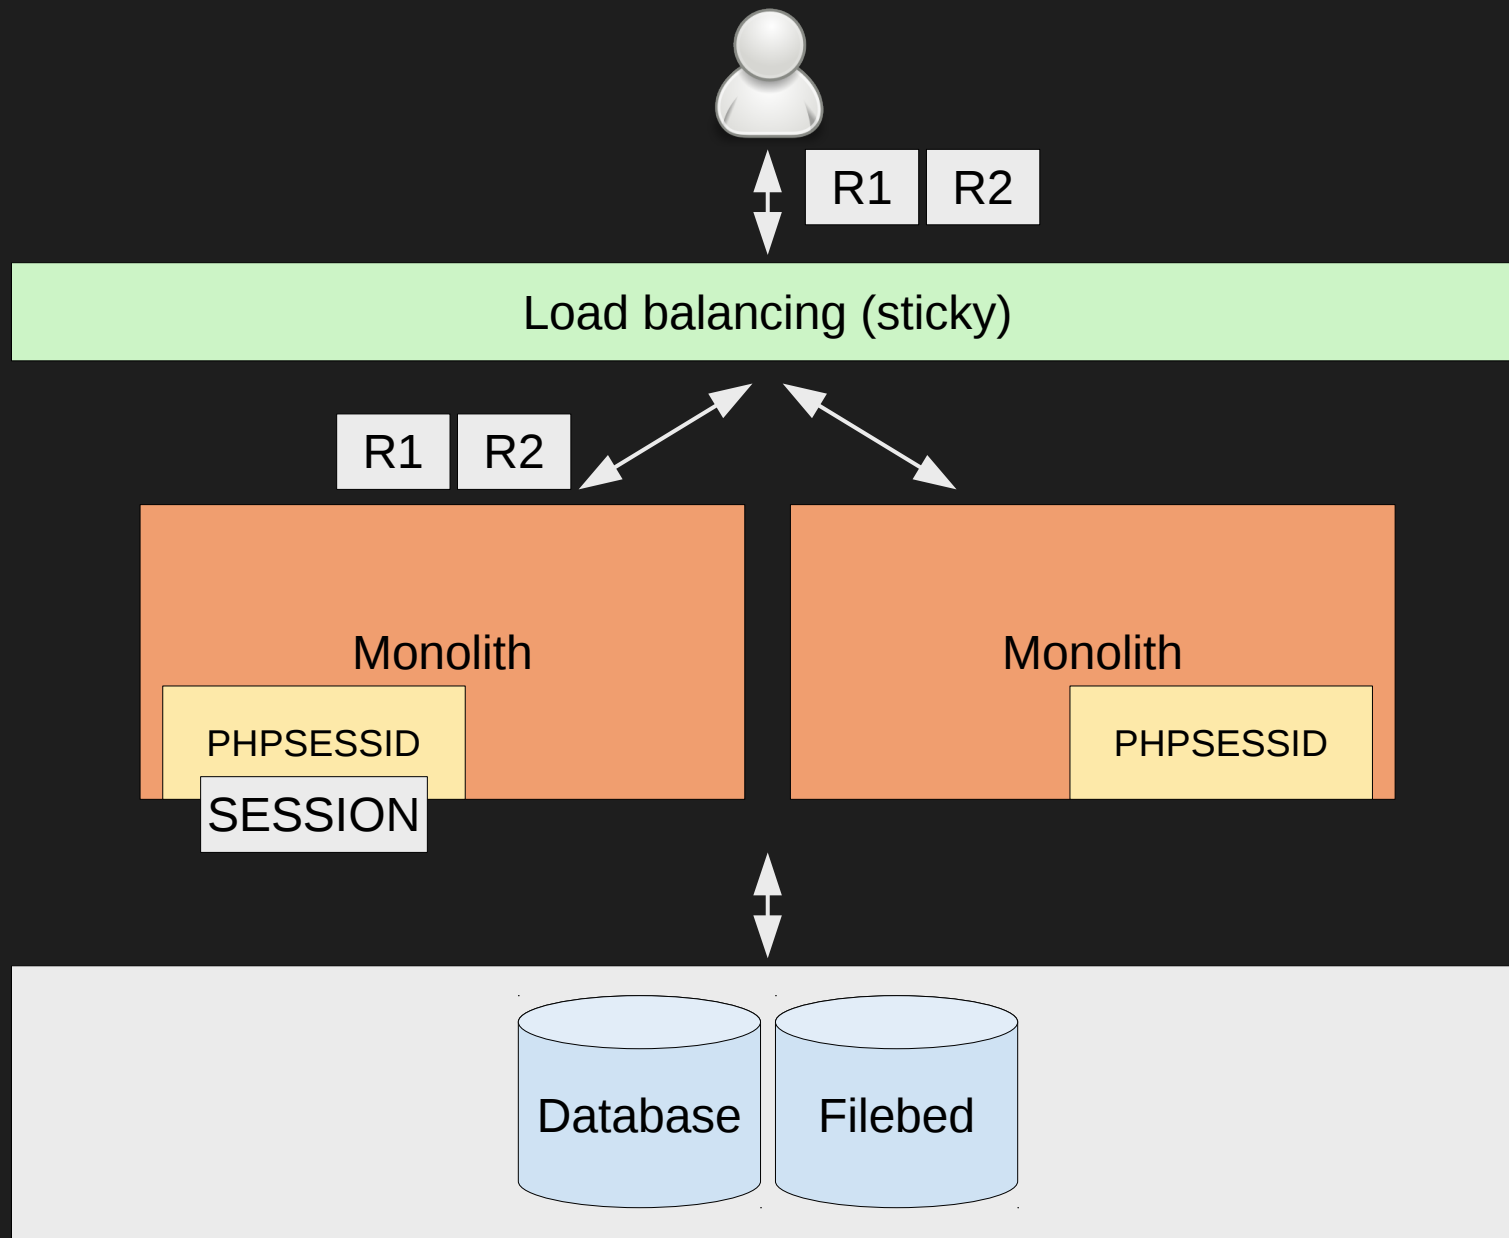 R1 R2
Load balancing (sticky)
R1 R2
Monolith Monolith
PHPSESSID PHPSESSID
SESSION
Database Filebed